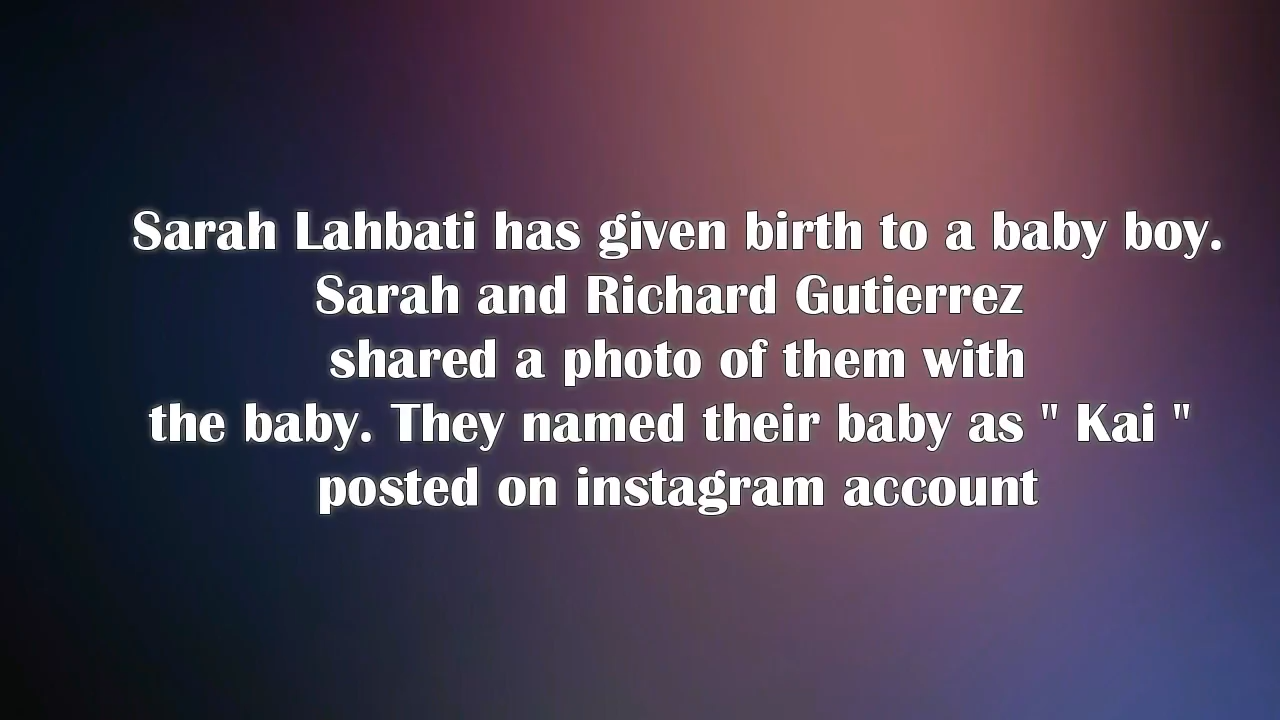 Sarah Lahbati has given birth to a baby boy.
Sarah and Richard Gutierrez
shared a photo of them with
the baby. They named their baby as " Kai "
posted on instagram account